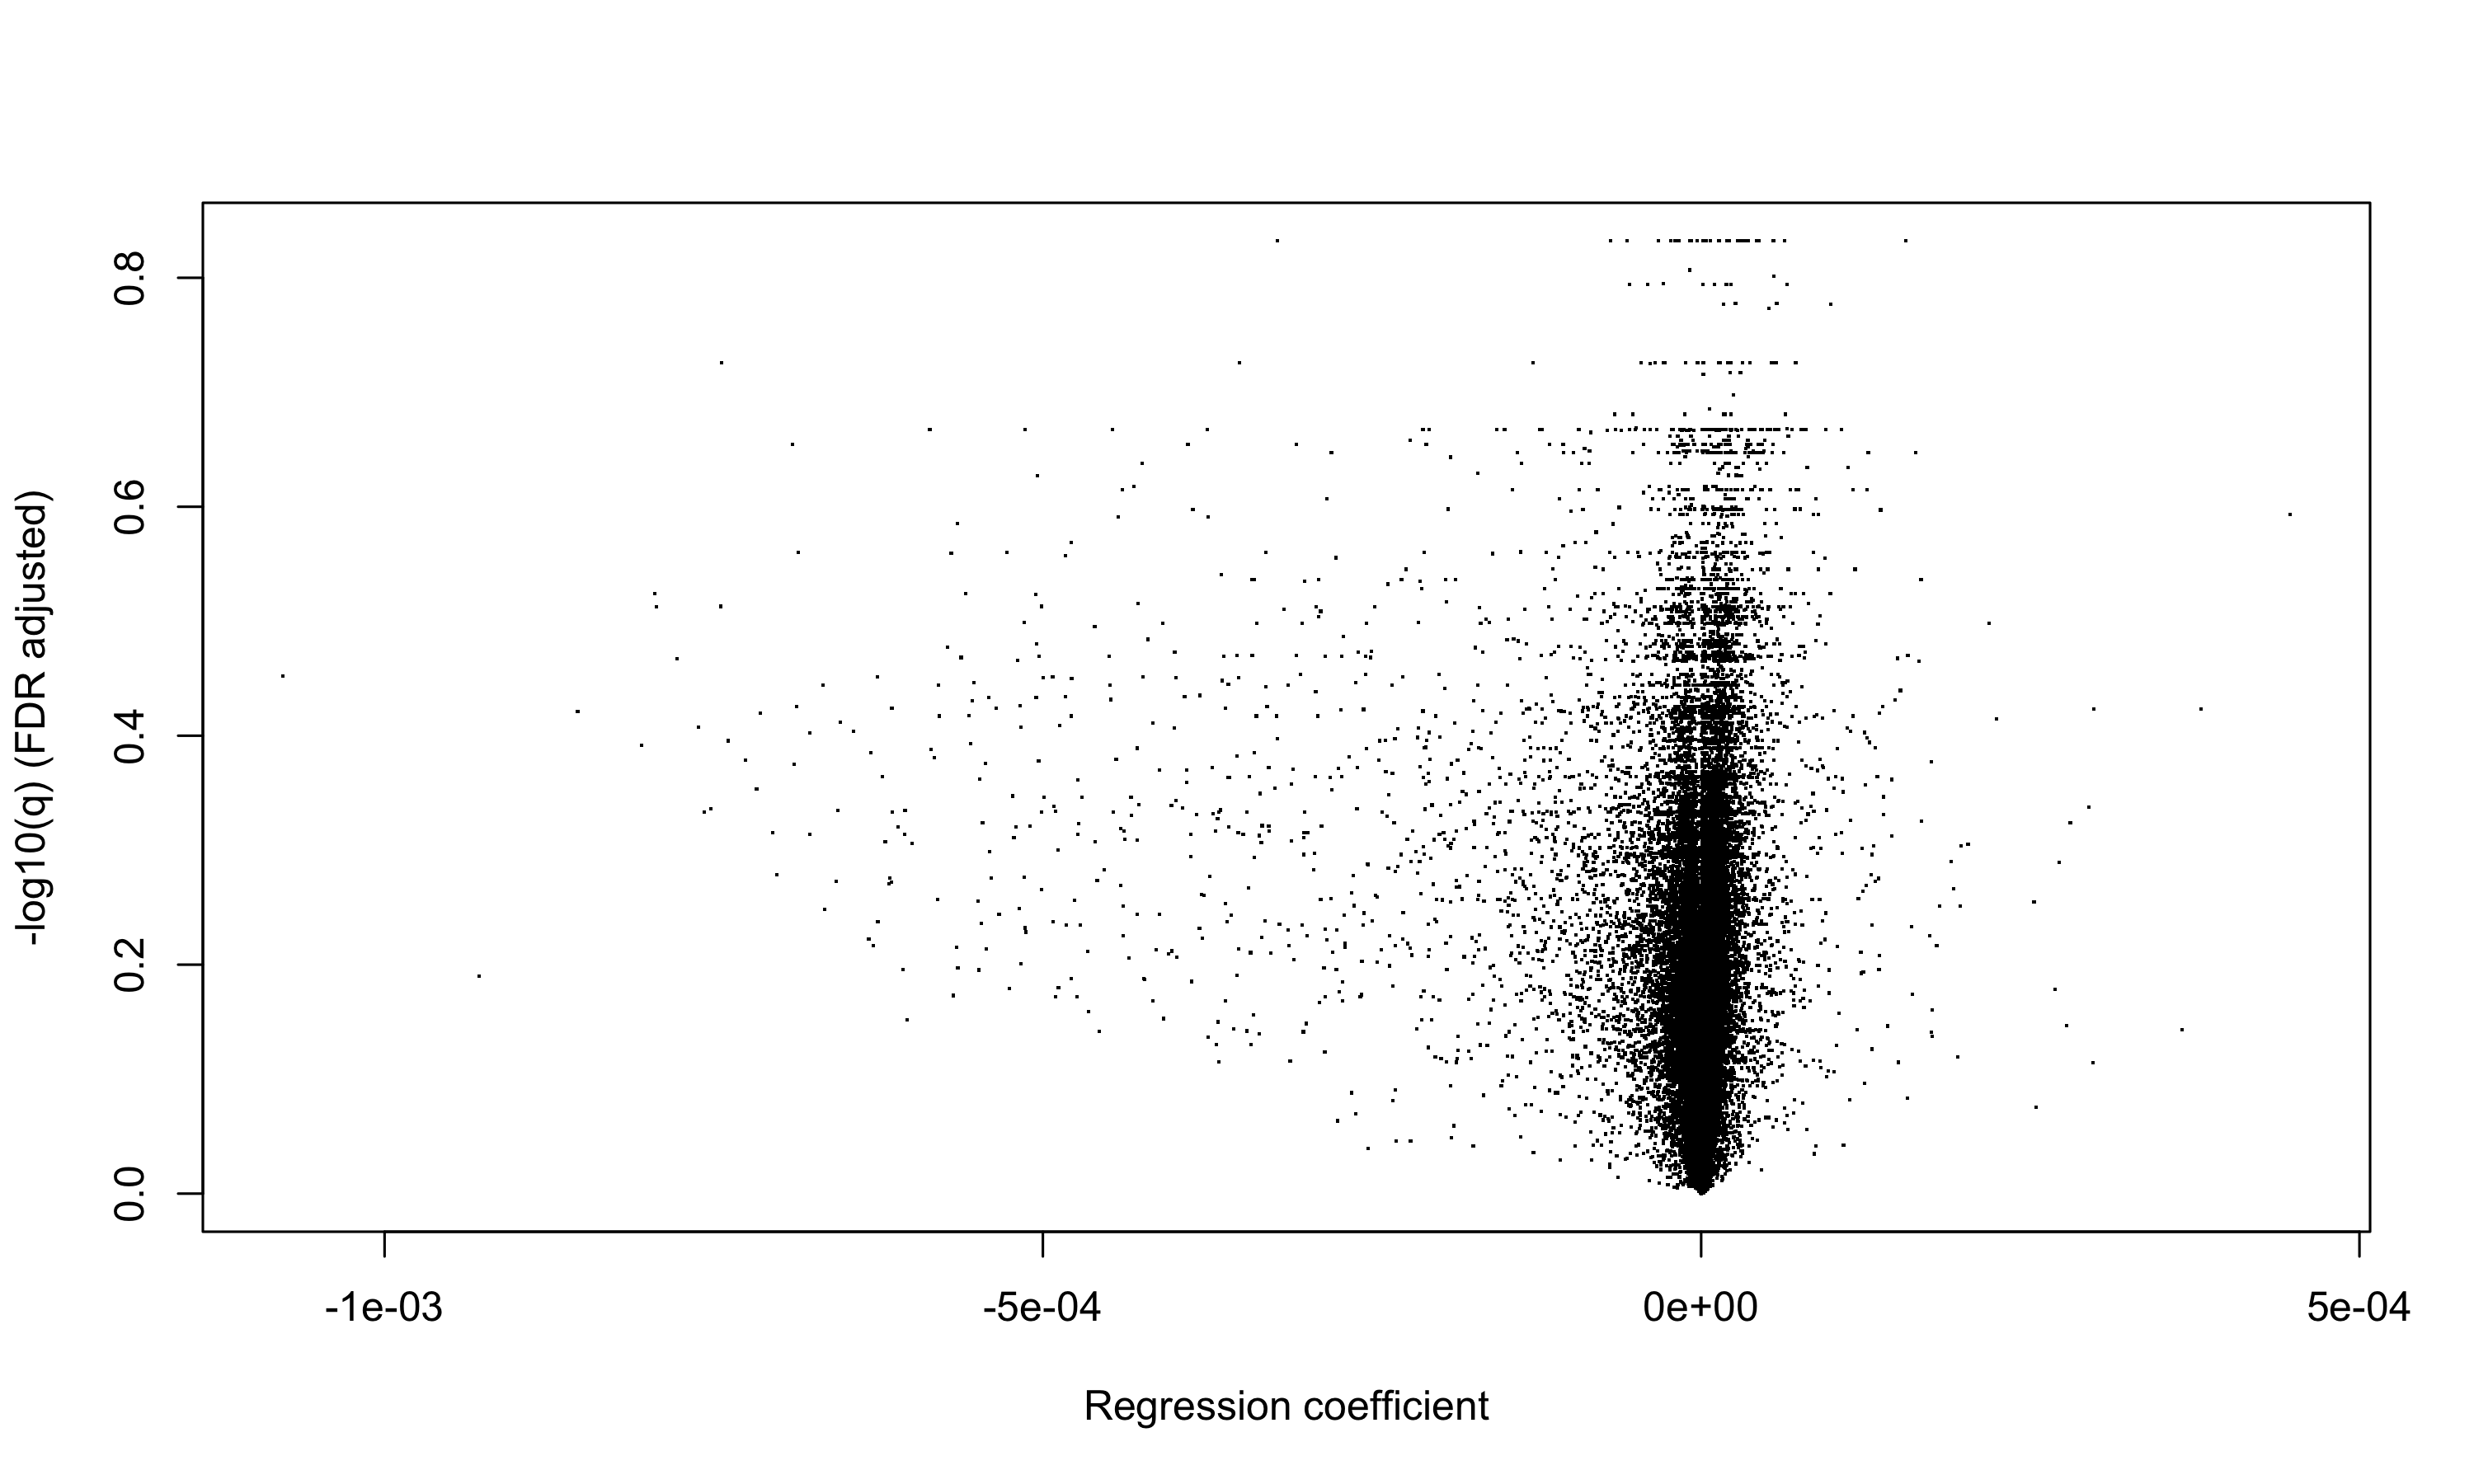 -log10(q) (FDR adjusted)
0.8
0.6
0.4
0.2
0.0
-1e-03
-5e-04
0e+00
5e-04
Regression coefficient